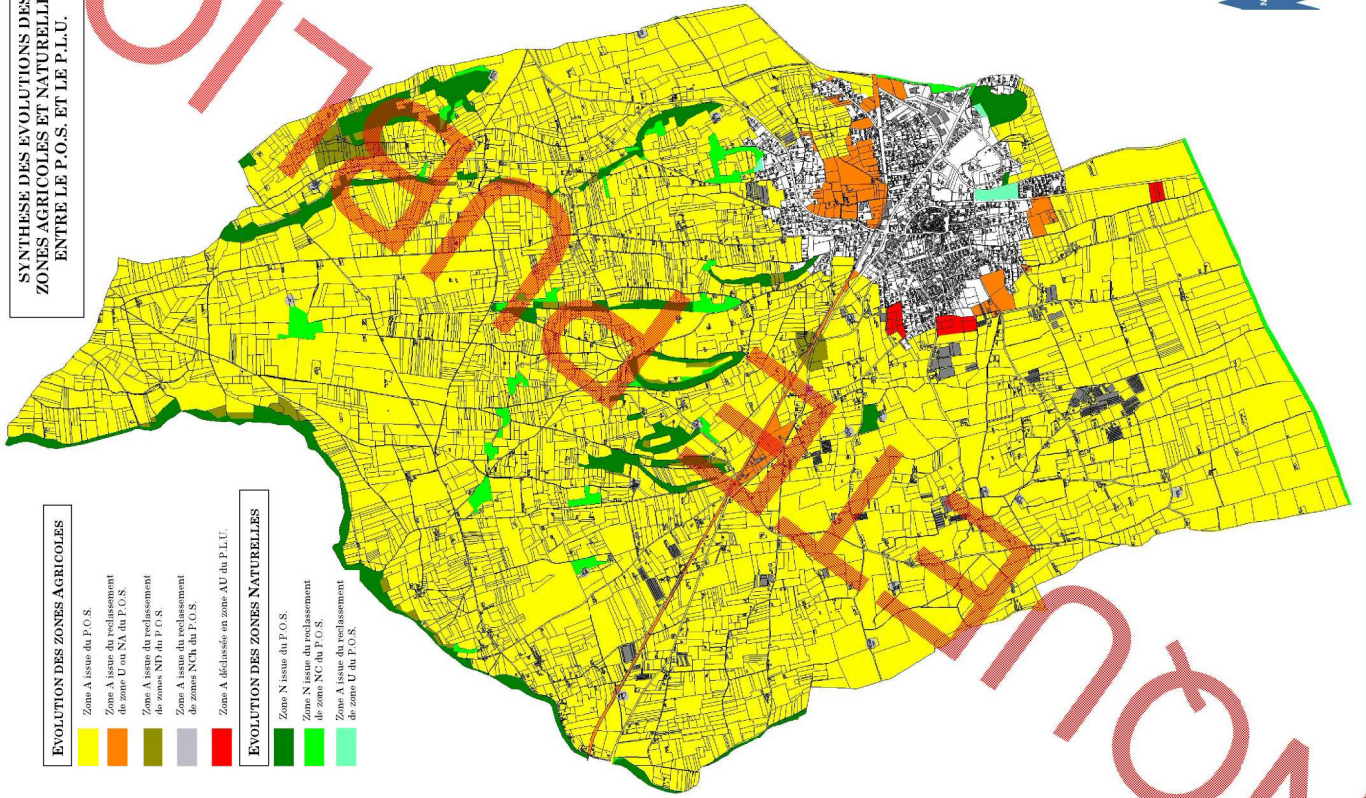 SYNTHESE DES EVOLUTIONS DES
ZONES AGRICOLES ET NATURELLE
ENTRE LE P.O.S. ET LE P.L.U.
N
EVOLUTION DES ZONES AGRICOLES
Zone A issue du P.O.S.
Zone A issue du reclassement
de zone U ou NA du P.O.S.
Zone A issue du reclassement
de zones ND du P.O.S.
Zone A issue du reclassement
de zones NCh du P.O.S.
Zone A déclassée en zone AU du P.L.U.
EVOLUTION DES ZONES NATURELLES
Zone N issue du P.O.S.
Zone N issue du reclassement
de zone NC du P.O.S.
Zone A issue du reclassement
de zone U du P.O.S.
QUETE PUBLIQ